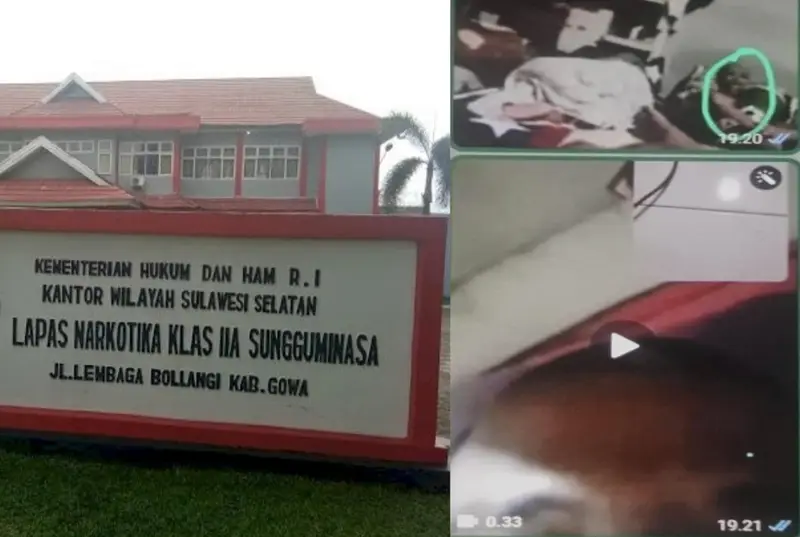 KEMENTERIAN HUKUM DAN HAM R.I
KANTOR WILAYAH SULAWESI SELATAN
LAPAS NARKOTIKA KLAS IIA SUNGGUMINASA
JL.LEMBAGA BOLLANGI KAB.GOWA
19.20
0.33
19.21